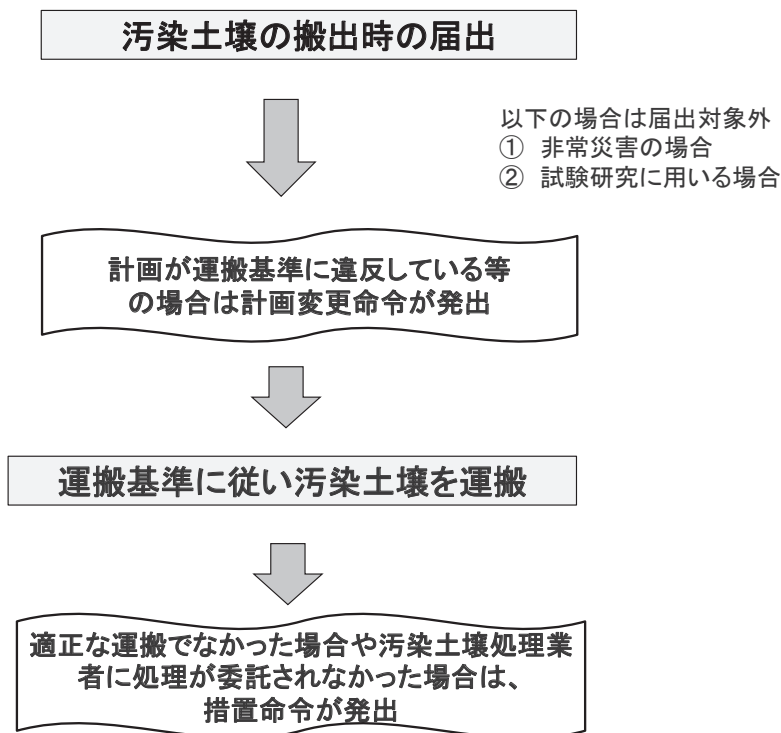 汚染土壌の搬出時の届出
以下の場合は届出対象外
① 非常災害の場合
② 試験研究に用いる場合
計画が運搬基準に違反している等
の場合は計画変更命令が発出
運搬基準に従い汚染土壌を運搬
適正な運搬でなかった場合や汚染土壌処理業
者に処理が委託されなかった場合は、
措置命令が発出